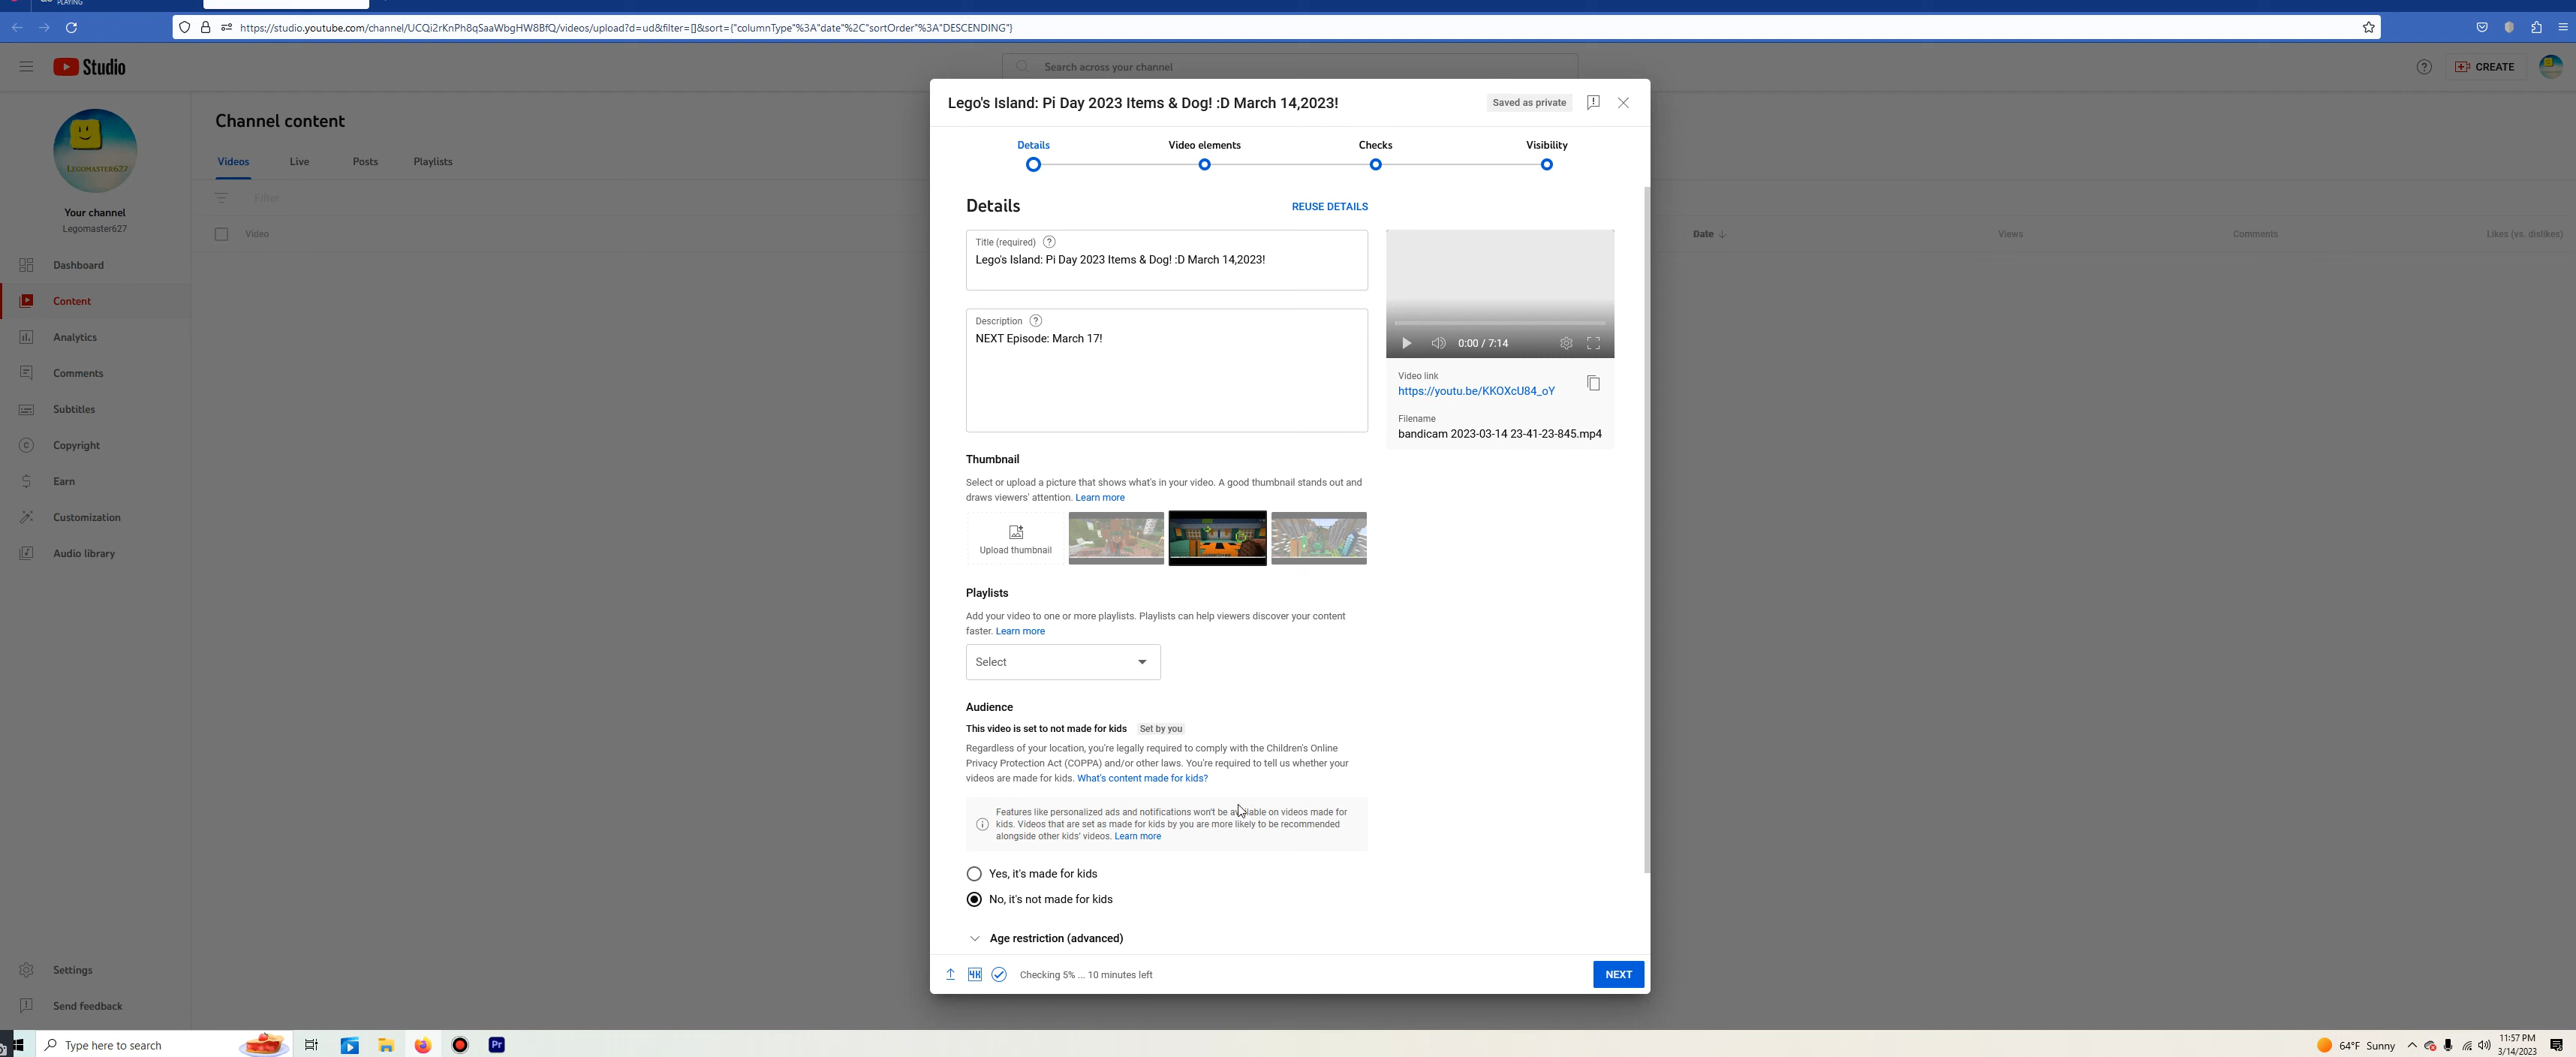 PLAYING
https://studio.youtube.com/channel/UCQi2rKnPh8qSaaWbgHW8BfQ/videos/upload?d=ud&filter=[]&sort={"columnType"%3A"date"%2C"sortOrder"%3A"DESCENDING"}
Studio
Search across your channel
CREATE
LEGOMASTER627
Your channel
Legomaster627
Dashboard
Content
Analytics
Comments
Subtitles
Copyright
Earn
Customization
Audio library
Settings
Send feedback
Channel content
Videos Live Posts Playlists
Filter
Video
Date Views Comments Likes (vs. dislikes)
Lego's Island: Pi Day 2023 Items & Dog! :D March 14,2023!
Saved as private
Details Video elements Checks Visibility
Details
REUSE DETAILS
Title (required)
Lego's Island: Pi Day 2023 Items & Dog! :D March 14,2023!
Description
NEXT Episode: March 17!
0:00 / 7:14
Video link
https://youtu.be/KKOXcU84_oY
Filename
bandicam 2023-03-14 23-41-23-845.mp4
Thumbnail
Select or upload a picture that shows what's in your video. A good thumbnail stands out and
draws viewers' attention. Learn more
Upload thumbnail
Playlists
Add your video to one or more playlists. Playlists can help viewers discover your content
faster. Learn more
Select
Audience
This video is set to not made for kids Set by you
Regardless of your location, you're legally required to comply with the Children's Online
Privacy Protection Act (COPPA) and/or other laws. You're required to tell us whether your
videos are made for kids. What's content made for kids?
Features like personalized ads and notifications won't be available on videos made for
kids. Videos that are set as made for kids by you are more likely to be recommended
alongside other kids' videos. Learn more
Yes, it's made for kids
No, it's not made for kids
Age restriction (advanced)
4K
Checking 5% ... 10 minutes left
NEXT
Type here to search
Pr
64°F Sunny
11:57 PM
3/14/2023